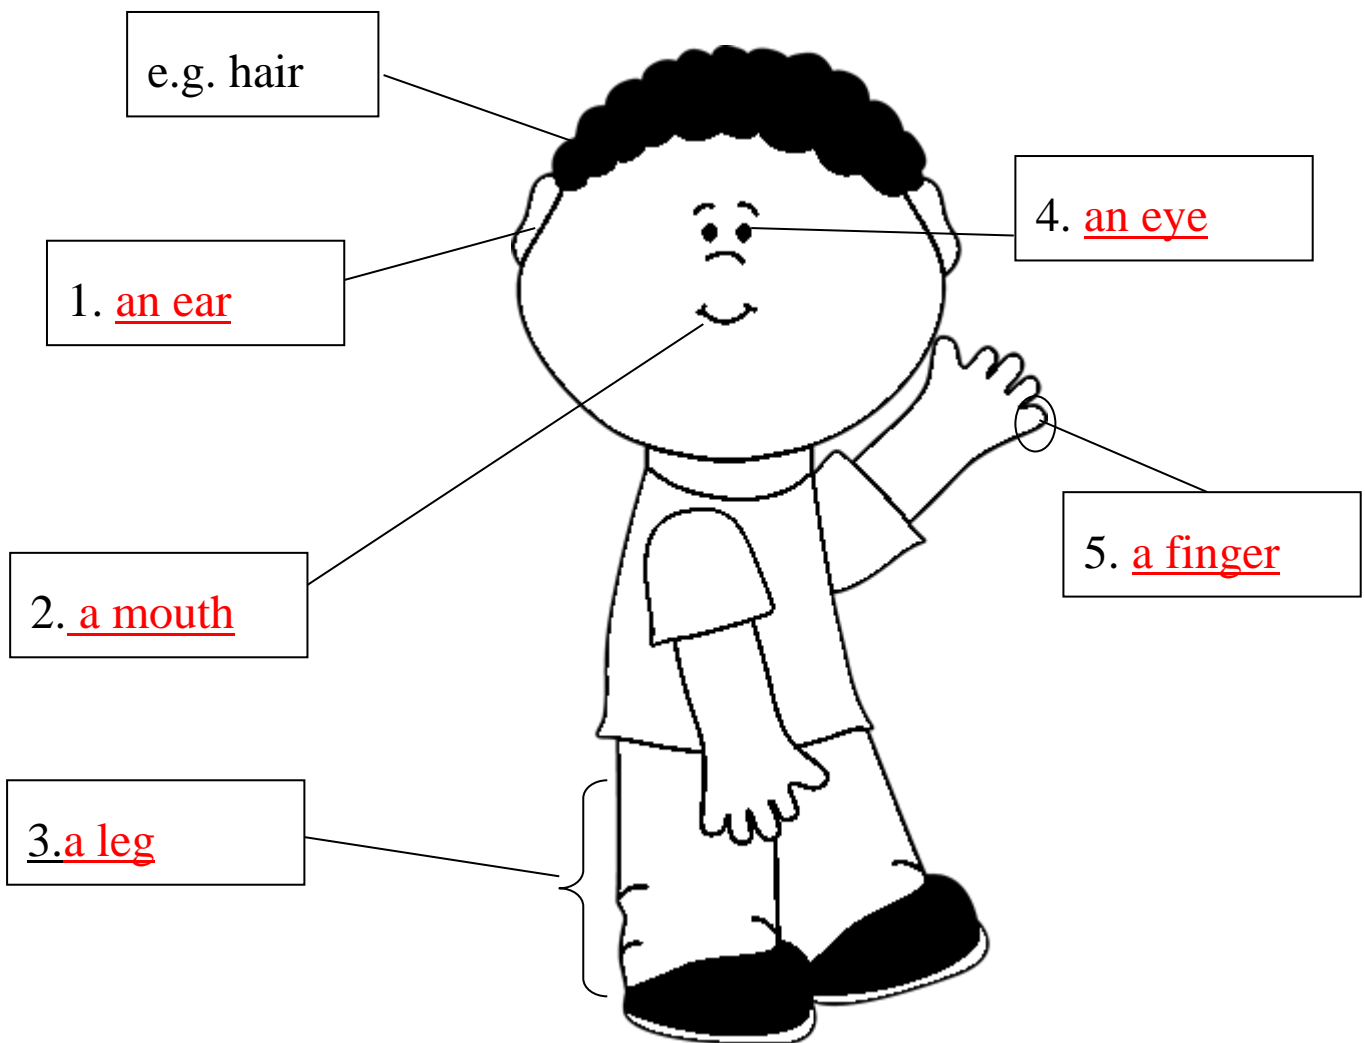 e.g. hair
1. an ear
2. a mouth
3.a leg
4. an eye
5. a finger